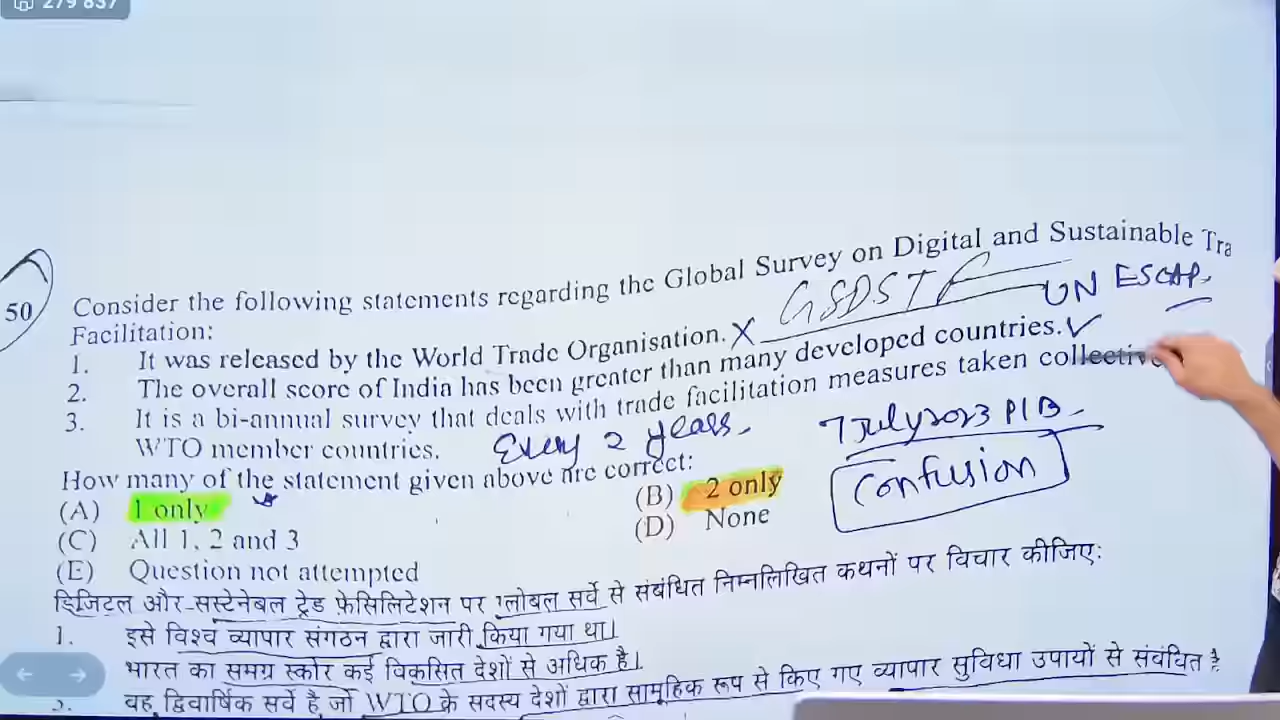 279 837
50
Consider the following statements regarding the Global Survey on Digital and Sustainable Tra
Facilitation:
GSDSTF UN ESCAP.
1. It was released by the World Trade Organisation. X
2. The overall score of India has been greater than many developed countries. ✓
3. It is a bi-annual survey that deals with trade facilitation measures taken collective
WTO member countries. Every 2 years. 7 July 2023 PIB
How many of the statement given above are correct:
Confusion
(A) 1 only (B) 2 only
(C) All 1, 2 and 3 (D) None
(E) Question not attempted
डिजिटल और सस्टेनेबल ट्रेड फ़ेसिलिटेशन पर ग्लोबल सर्वे से संबंधित निम्नलिखित कथनों पर विचार कीजिए:
1. इसे विश्व व्यापार संगठन द्वारा जारी किया गया था।
भारत का समग्र स्कोर कई विकसित देशों से अधिक है।
3. वह द्विवार्षिक सर्वे है जो WTO के सदस्य देशों द्वारा सामूहिक रूप से किए गए व्यापार सुविधा उपायों से संबंधित है